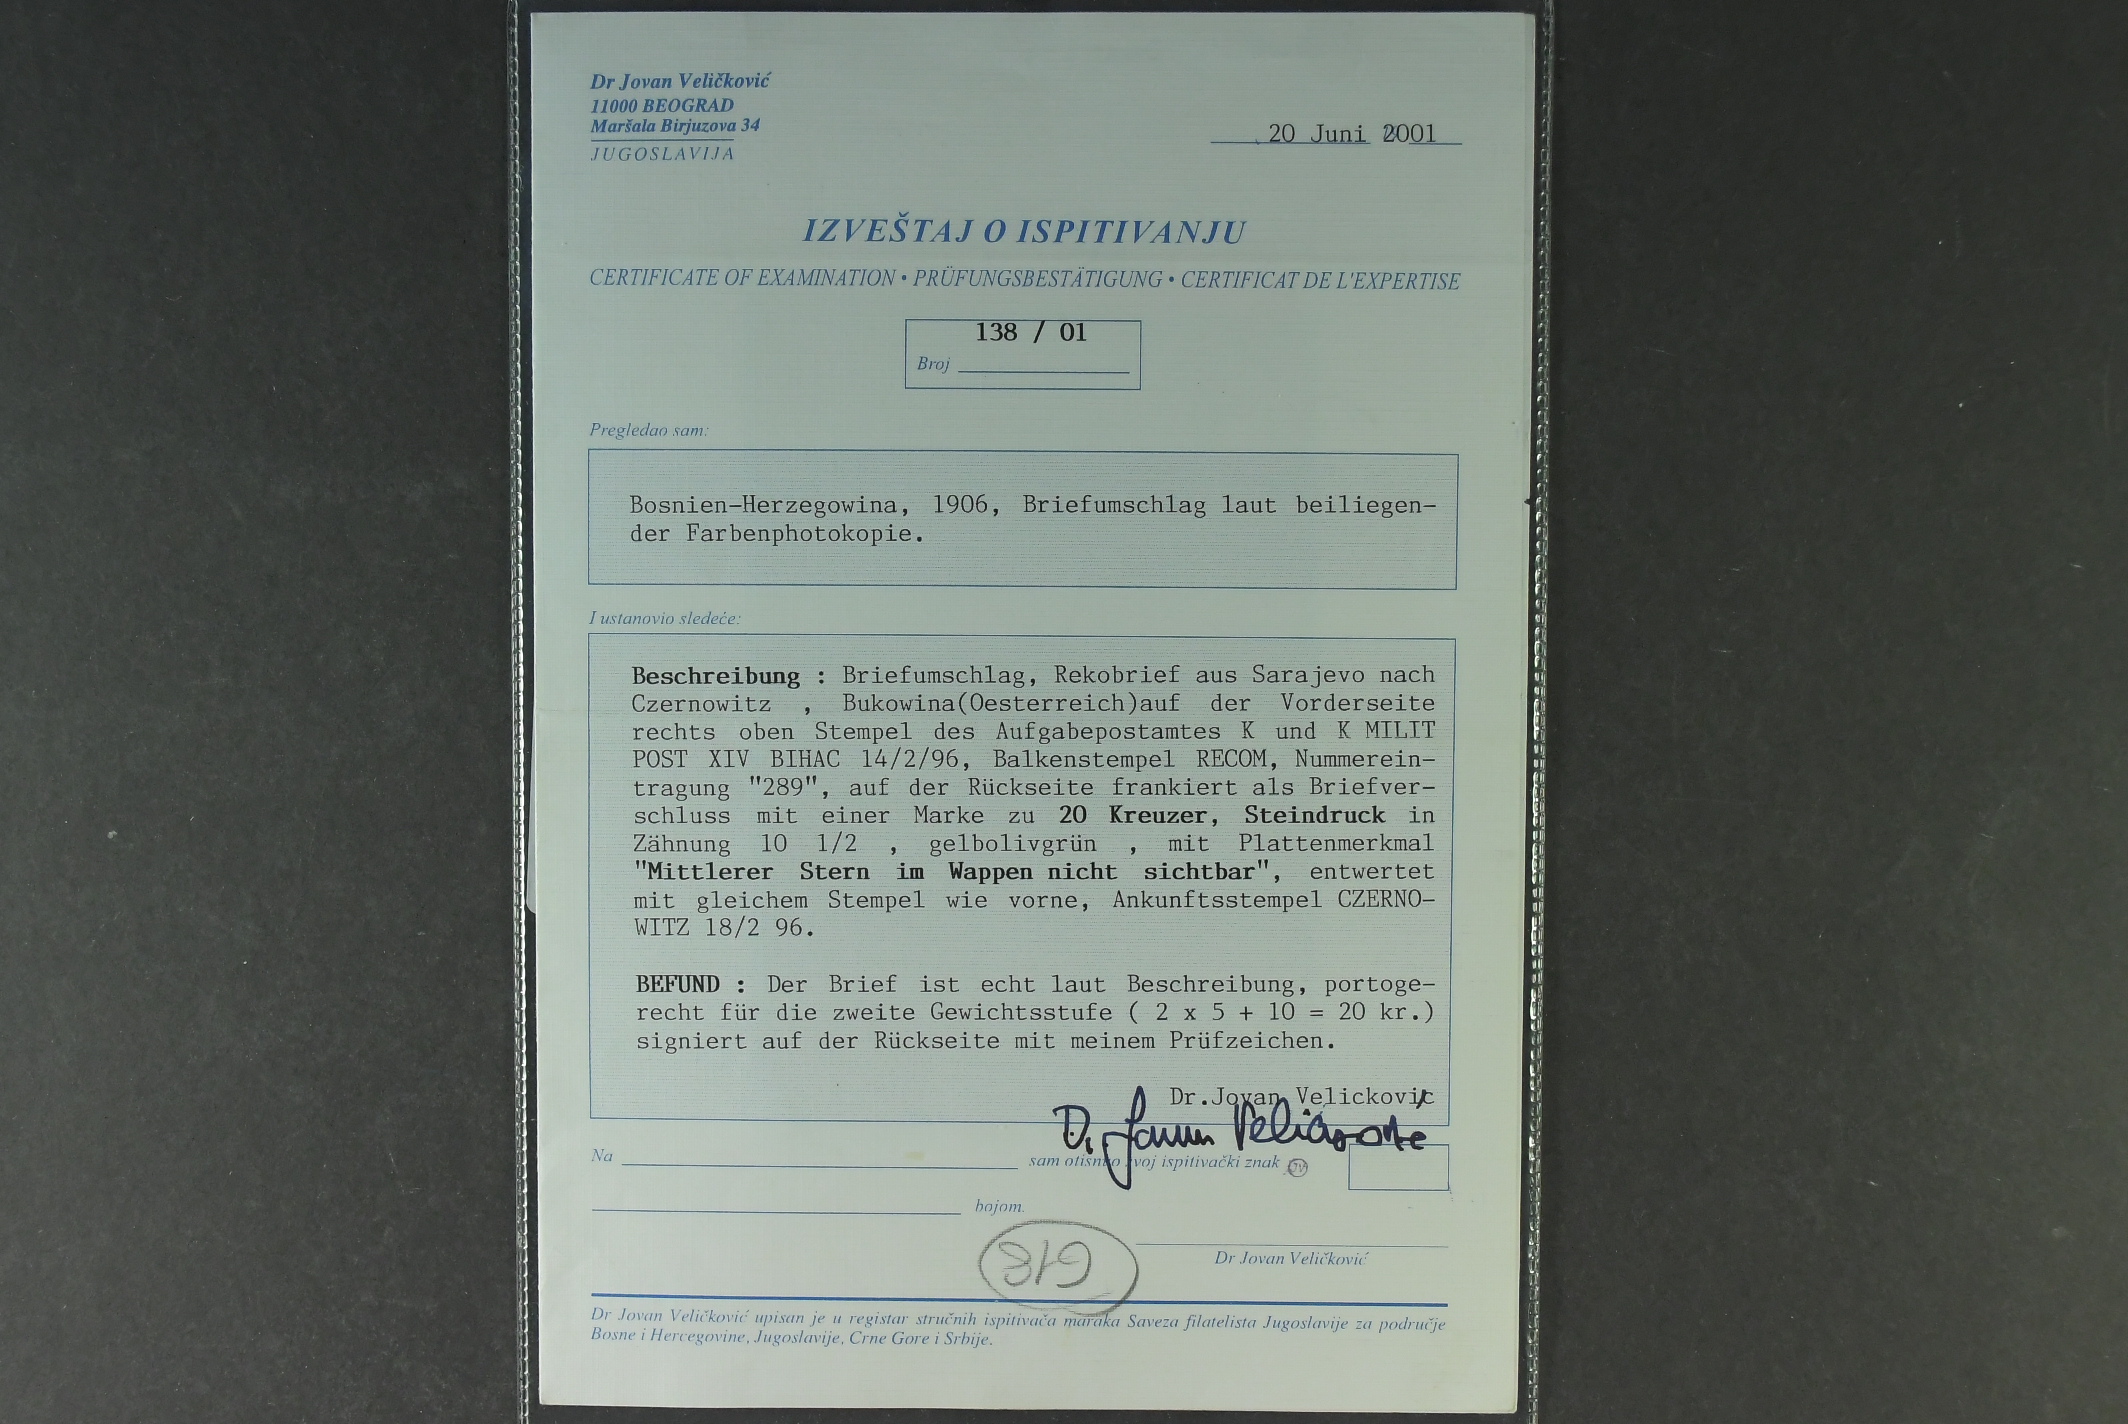 Dr Jovan Veličković
11000 BEOGRAD
Maršala Birjuzova 34
JUGOSLAVIJA
20 Juni 2001
IZVEŠTAJ O ISPITIVANJU
CERTIFICATE OF EXAMINATION • PRÜFUNGSBESTÄTIGUNG • CERTIFICAT DE L'EXPERTISE
138 / 01
Broj
Pregledao sam:
Bosnien-Herzegowina, 1906, Briefumschlag laut beiliegen-
der Farbenphotokopie.
I ustanovio sledeće:
Beschreibung : Briefumschlag, Rekobrief aus Sarajevo nach
Czernowitz , Bukowina(Oesterreich)auf der Vorderseite
rechts oben Stempel des Aufgabepostamtes K und K MILIT
POST XIV BIHAC 14/2/96, Balkenstempel RECOM, Nummerein-
tragung "289", auf der Rückseite frankiert als Briefver-
schluss mit einer Marke zu 20 Kreuzer, Steindruck in
Zähnung 10 1/2 , gelbolivgrün , mit Plattenmerkmal
"Mittlerer Stern im Wappen nicht sichtbar", entwertet
mit gleichem Stempel wie vorne, Ankunftsstempel CZERNO-
WITZ 18/2 96.
BEFUND : Der Brief ist echt laut Beschreibung, portoge-
recht für die zweite Gewichtsstufe ( 2 x 5 + 10 = 20 kr.)
signiert auf der Rückseite mit meinem Prüfzeichen.
Dr.Jovan Velickovic
Na sam otisnuo svoj ispitivački znak JV
bojom.
Dr Jovan Veličković
Dr Jovan Veličković upisan je u registar stručnih ispitivača maraka Saveza filatelista Jugoslavije za područje
Bosne i Hercegovine, Jugoslavije, Crne Gore i Srbije.